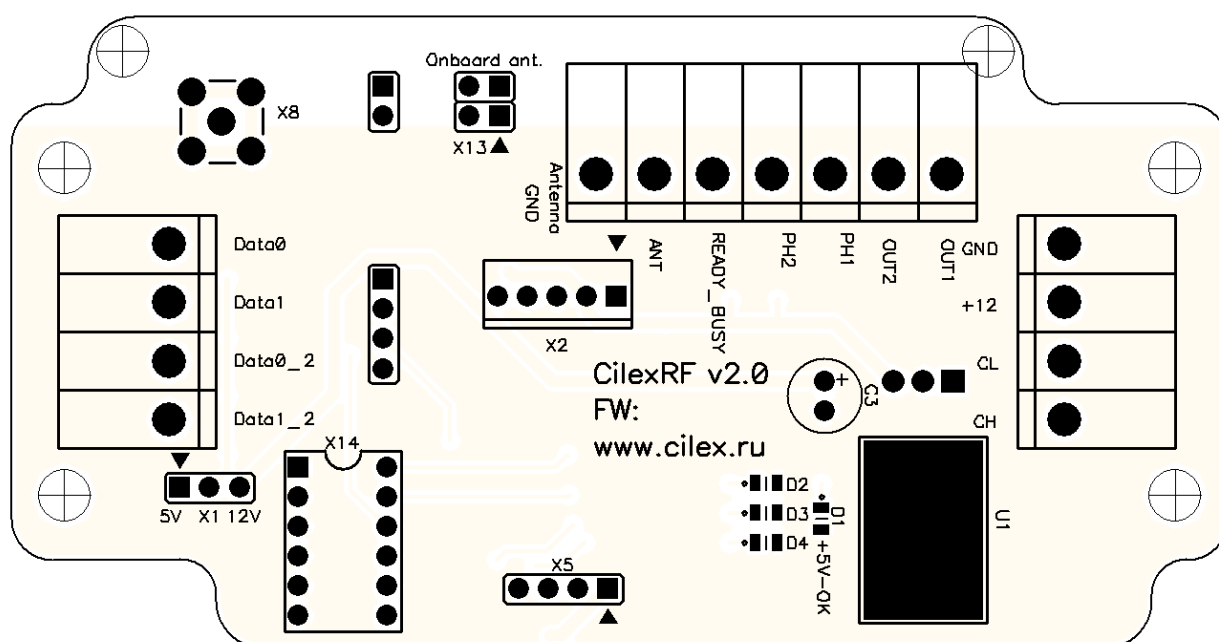 Onboard ant.
X8
X13
Antenna
GND
ANT
READY_BUSY
PH2
PH1
OUT2
OUT1
Data0
Data1
Data0_2
Data1_2
GND
+12
CL
CH
X2
CilexRF v2.0
FW:
www.cilex.ru
+
C3
X14
5V X1 12V
D2
D3
D4
D1
+5V-OK
U1
X5